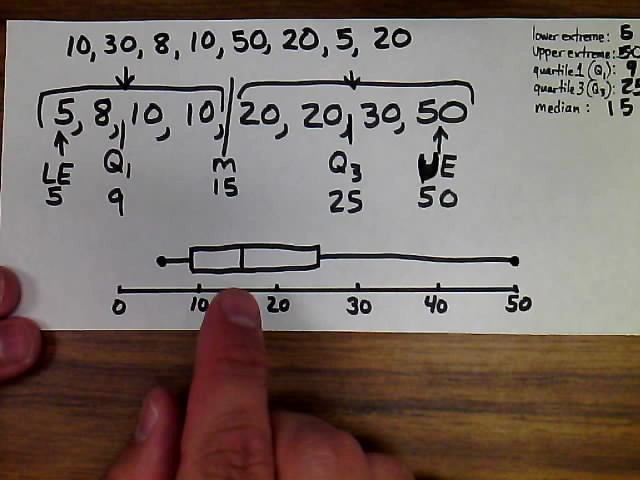 10, 30, 8, 10, 50, 20, 5, 20
5, 8, 10, 10, 20, 20, 30, 50
LE Q1 m Q3 UE
5 9 15 25 50
0 10 20 30 40 50
lower extreme: 5
upper extreme: 50
quartile 1 (Q1): 9
quartile 3 (Q3): 25
median: 15